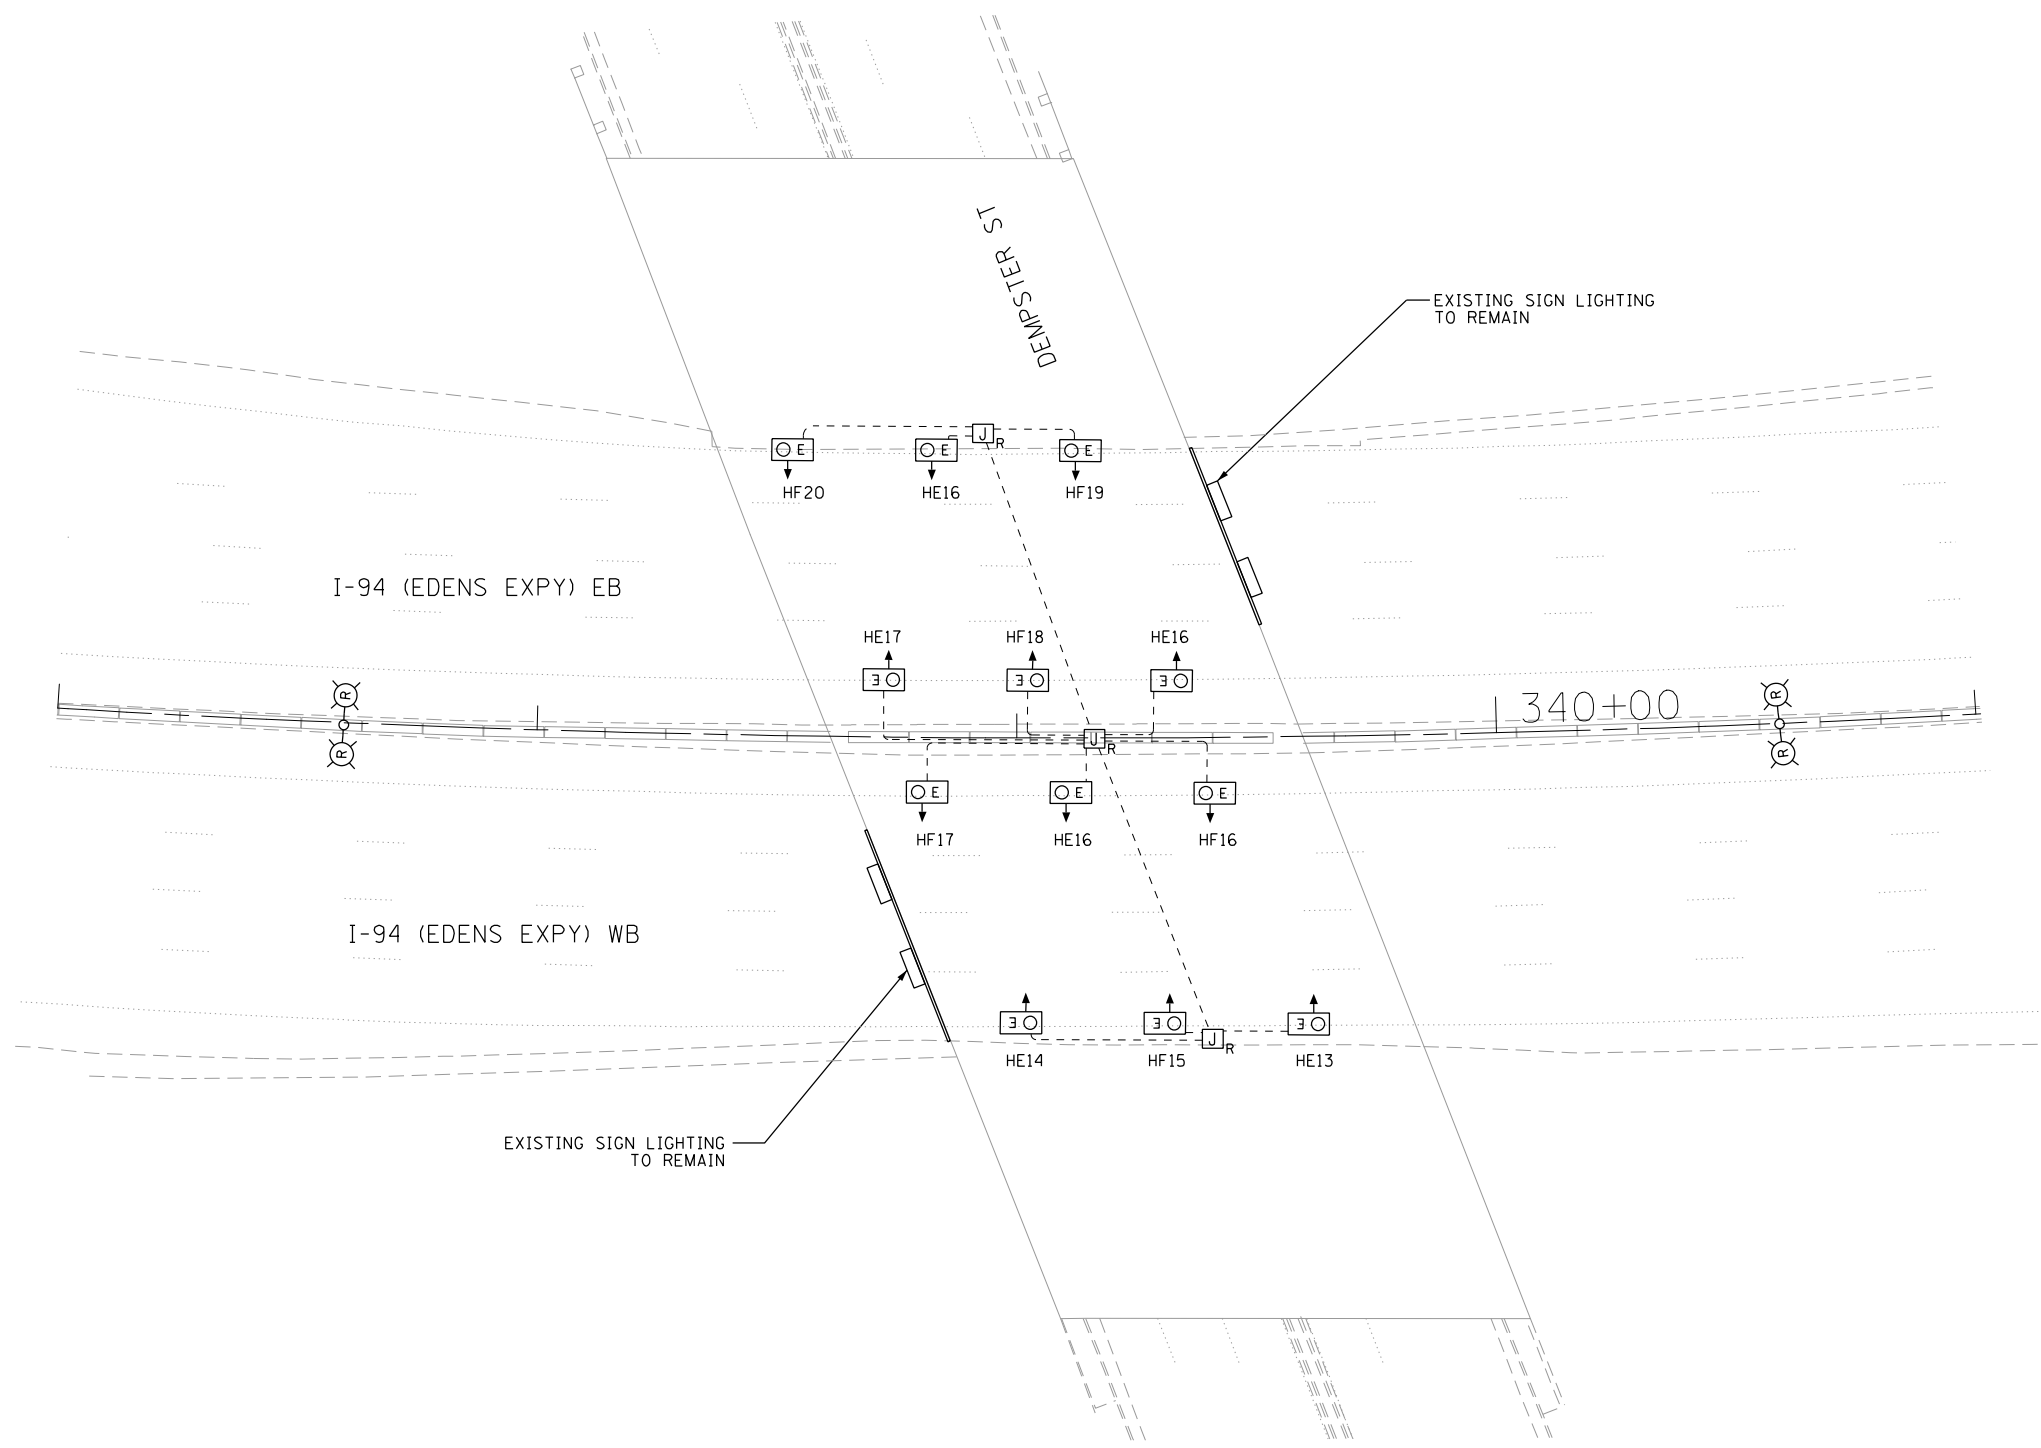 DEMPSTER ST
EXISTING SIGN LIGHTING
TO REMAIN
J
R
E
E
E
HF20
HE16
HF19
I-94 (EDENS EXPY) EB
HE17
HF18
HE16
E
E
E
R
R
340+00
R
R
J
R
E
E
E
HF17
HE16
HF16
I-94 (EDENS EXPY) WB
E
E
E
J
R
HE14
HF15
HE13
EXISTING SIGN LIGHTING
TO REMAIN